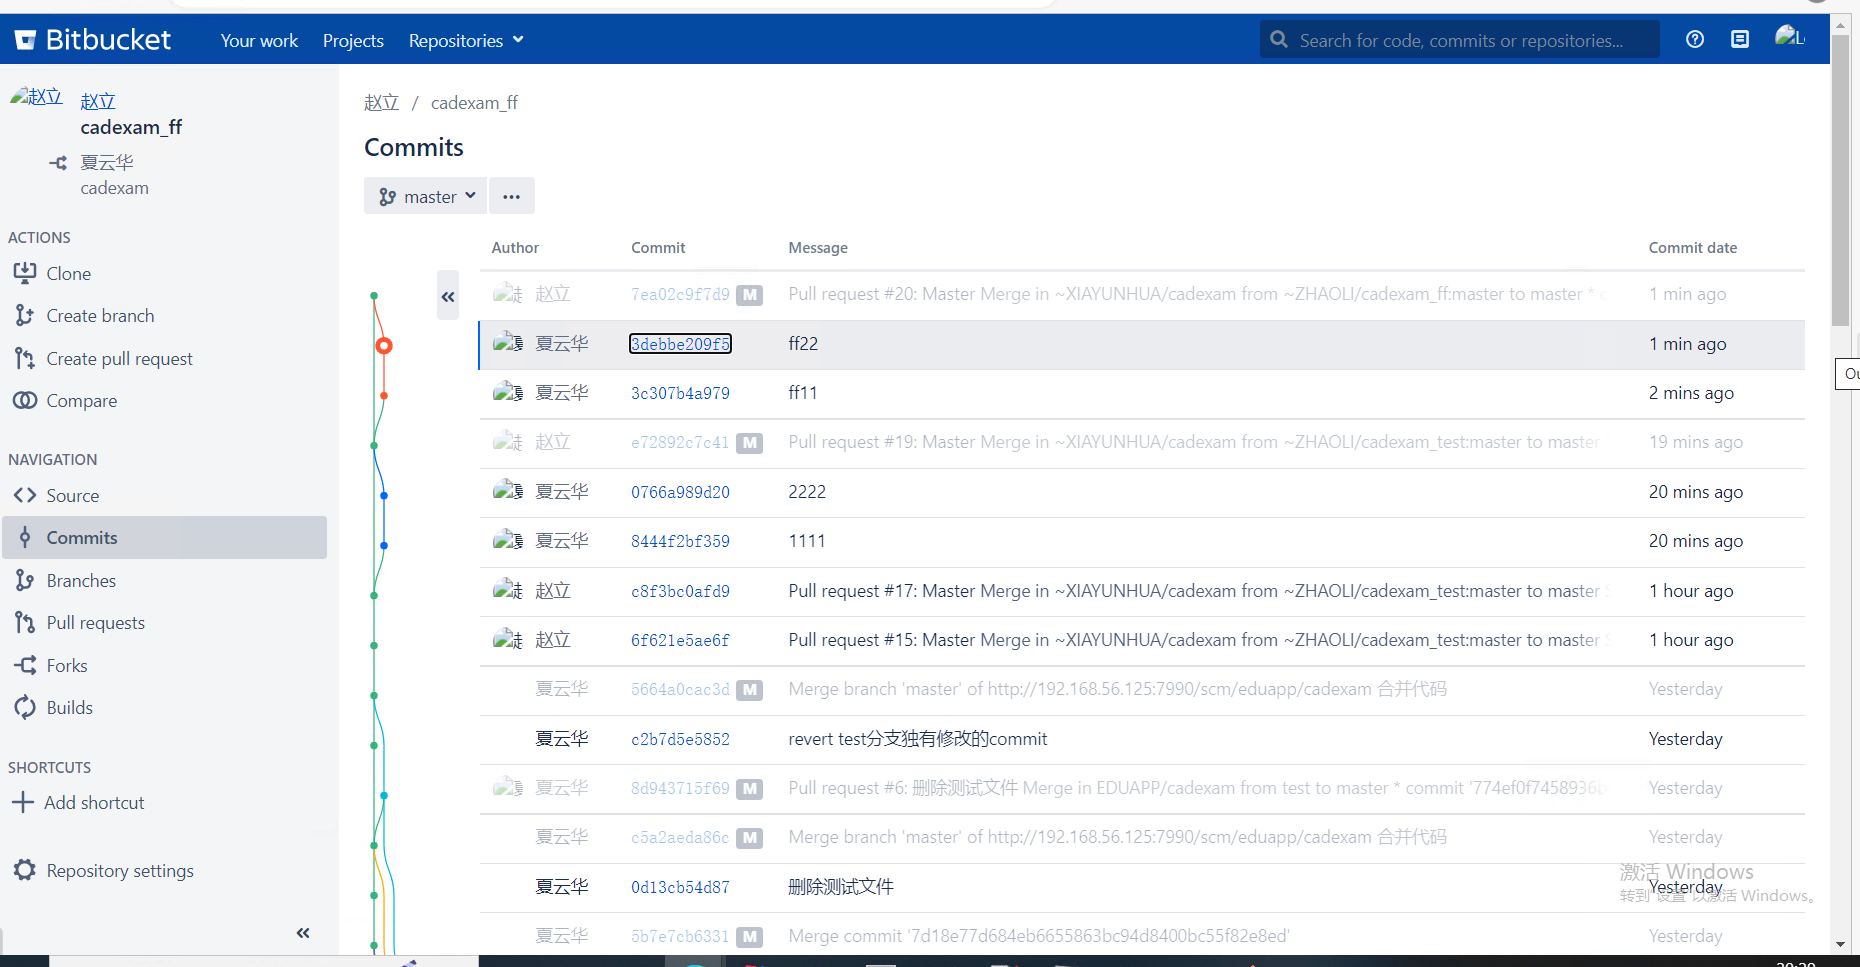 Bitbucket Your work Projects Repositories Search for code, commits or repositories...
赵立 赵立
cadexam_ff
夏云华
cadexam
ACTIONS
Clone
Create branch
Create pull request
Compare
NAVIGATION
Source
Commits
Branches
Pull requests
Forks
Builds
SHORTCUTS
Add shortcut
Repository settings
赵立 / cadexam_ff
Commits
master
Author Commit Message Commit date
赵立 7ea02c9f7d9 M Pull request #20: Master Merge in ~XIAYUNHUA/cadexam from ~ZHAOLI/cadexam_ff:master to master * c 1 min ago
夏云华 3debbe209f5 ff22 1 min ago
夏云华 3c307b4a979 ff11 2 mins ago
赵立 e72892c7c41 M Pull request #19: Master Merge in ~XIAYUNHUA/cadexam from ~ZHAOLI/cadexam_test:master to master 19 mins ago
夏云华 0766a989d20 2222 20 mins ago
夏云华 8444f2bf359 1111 20 mins ago
赵立 c8f3bc0afd9 Pull request #17: Master Merge in ~XIAYUNHUA/cadexam from ~ZHAOLI/cadexam_test:master to master 1 hour ago
赵立 6f621e5ae6f Pull request #15: Master Merge in ~XIAYUNHUA/cadexam from ~ZHAOLI/cadexam_test:master to master 1 hour ago
夏云华 5664a0cac3d M Merge branch 'master' of http://192.168.56.125:7990/scm/eduapp/cadexam 合并代码 Yesterday
夏云华 c2b7d5e5852 revert test分支独有修改的commit Yesterday
夏云华 8d943715f69 M Pull request #6: 删除测试文件 Merge in EDUAPP/cadexam from test to master * commit '774ef0f7458936b Yesterday
夏云华 c5a2aeda86c M Merge branch 'master' of http://192.168.56.125:7990/scm/eduapp/cadexam 合并代码 Yesterday
夏云华 0d13cb54d87 删除测试文件 Yesterday
夏云华 5b7e7cb6331 M Merge commit '7d18e77d684eb6655863bc94d8400bc55f82e8ed' Yesterday
Ou
激活 Windows
转到"设置"以激活 Windows。